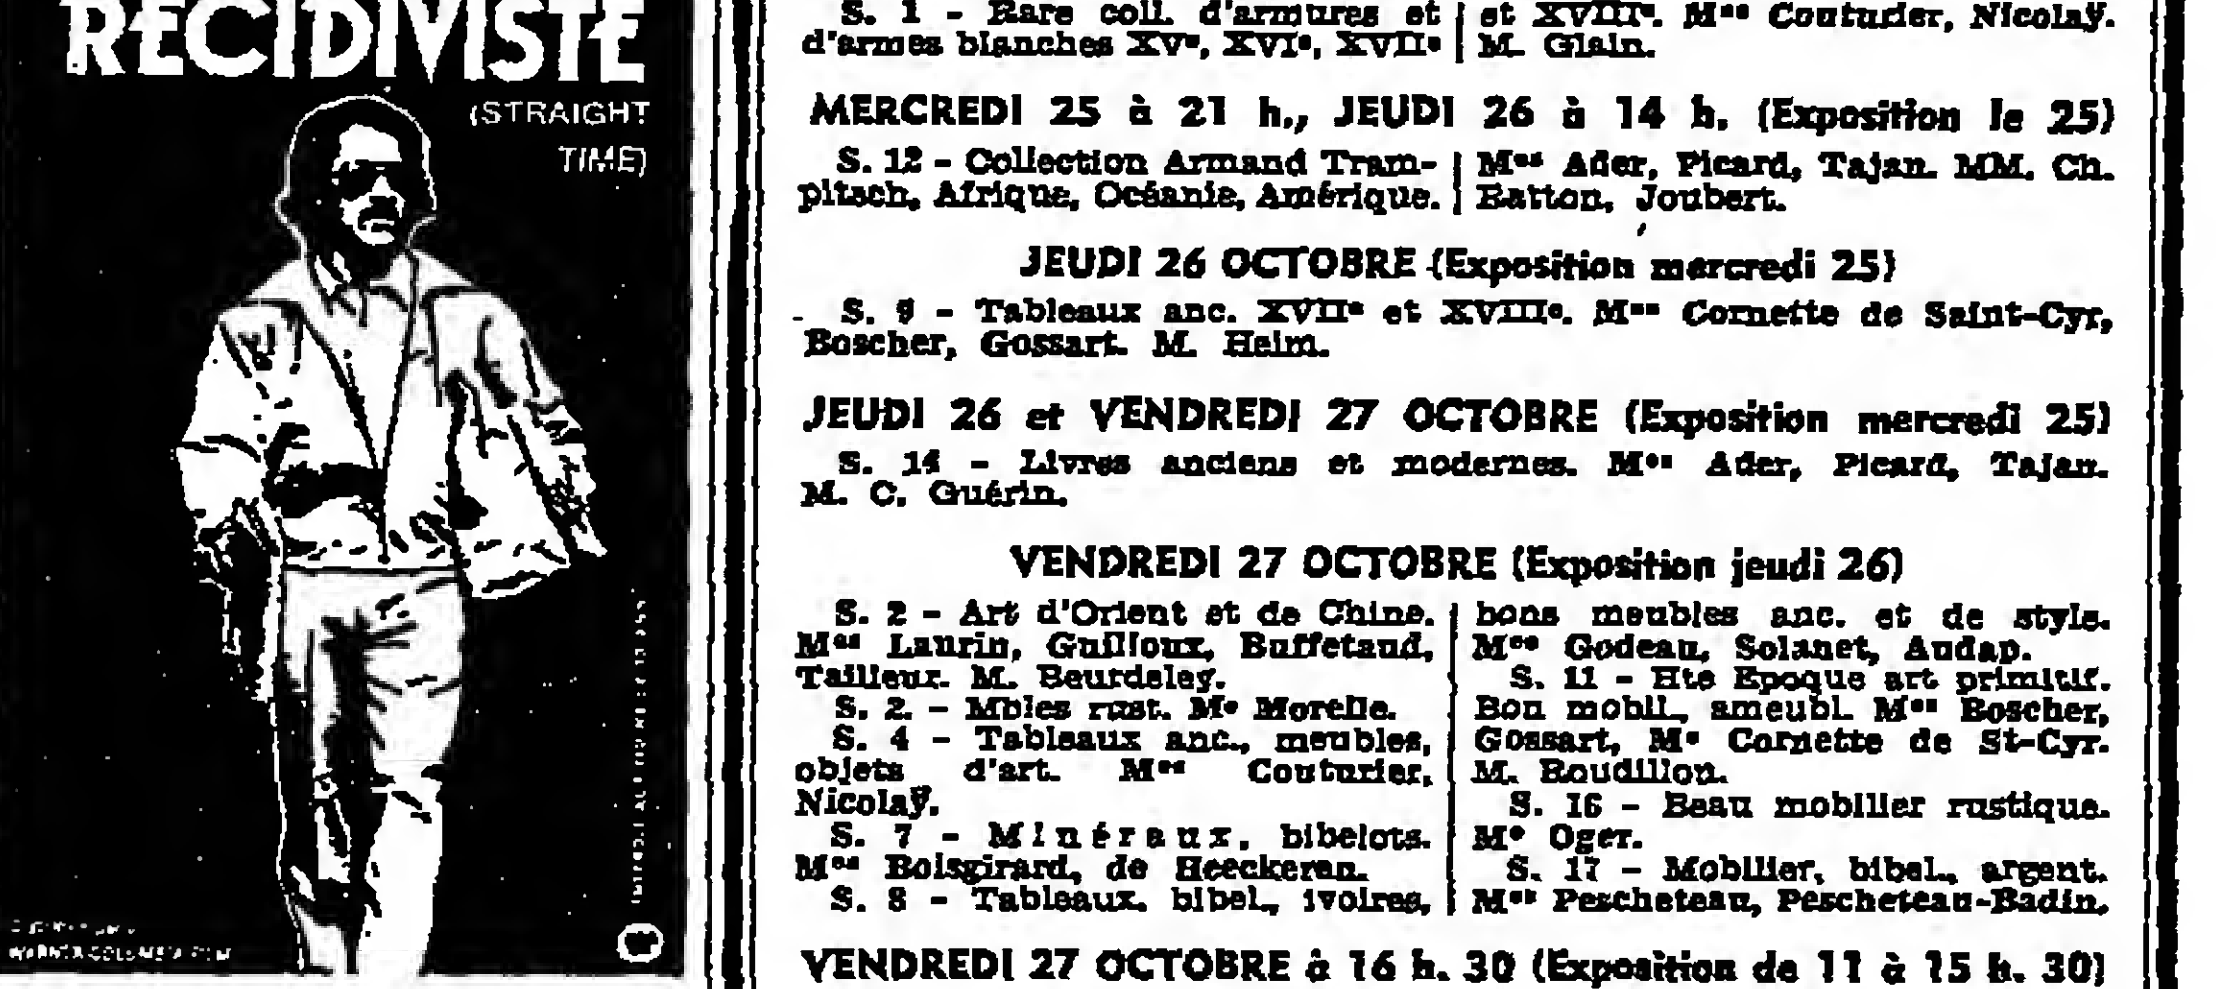 RECIDIVISTE
(STRAIGHT
TIME)
WARNER-COLUMBIA FILM
S. 1 - Rare coll. d'armures et
d'armes blanches XVe, XVIe, XVIIe
et XVIIIe. Mes Couturier, Nicolaÿ.
M. Glain.
MERCREDI 25 à 21 h., JEUDI 26 à 14 h. (Exposition le 25)
S. 12 - Collection Armand Tram-
pitsch, Afrique, Océanie, Amérique.
Mes Ader, Picard, Tajan. MM. Ch.
Ratton, Joubert.
JEUDI 26 OCTOBRE (Exposition mercredi 25)
S. 9 - Tableaux anc. XVIIe et XVIIIe. Mes Cornette de Saint-Cyr,
Boscher, Gossart. M. Heim.
JEUDI 26 et VENDREDI 27 OCTOBRE (Exposition mercredi 25)
S. 14 - Livres anciens et modernes. Mes Ader, Picard, Tajan.
M. C. Guérin.
VENDREDI 27 OCTOBRE (Exposition jeudi 26)
S. 2 - Art d'Orient et de Chine.
Mes Laurin, Guilloux, Buffetaud,
Tailleur. M. Beurdeley.
S. 2. - Mbles rust. Me Morelle.
S. 4 - Tableaux anc., meubles,
objets d'art. Mes Couturier,
Nicolaÿ.
S. 7 - Minéraux, bibelots.
Mes Boisgirard, de Heeckeren.
S. 8 - Tableaux. bibel., ivoires,
bons meubles anc. et de style.
Mes Godeau, Solanet, Audap.
S. 11 - Hte Epoque art primitif.
Bon mobil., ameubl. Mes Boscher,
Gossart, Me Cornette de St-Cyr.
M. Roudillon.
S. 16 - Beau mobilier rustique.
Me Oger.
S. 17 - Mobilier, bibel., argent.
Mes Pescheteau, Pescheteau-Badin.
VENDREDI 27 OCTOBRE à 16 h. 30 (Exposition de 11 à 15 h. 30)